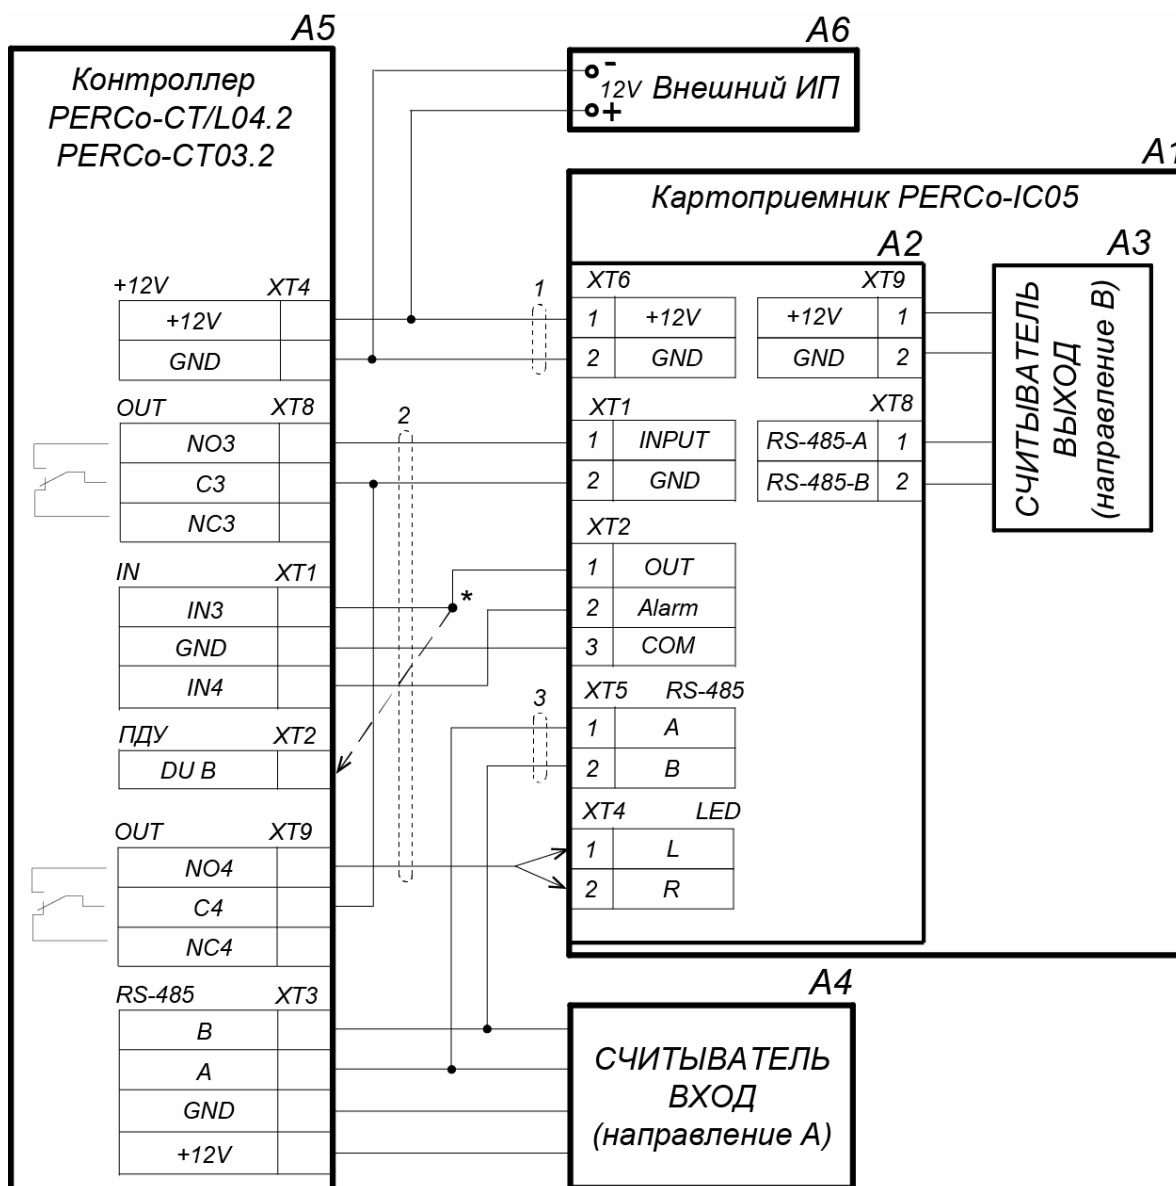 A5
Контроллер
PERCo-CT/L04.2
PERCo-CT03.2
A6
-
12V Внешний ИП
+
A1
Картоприемник PERCo-IC05
A2
A3
+12V XT4
+12V
GND
1
XT6
1 +12V
2 GND
XT9
+12V 1
GND 2
СЧИТЫВАТЕЛЬ
ВЫХОД
(направление В)
OUT XT8
NO3
C3
NC3
2
XT1
1 INPUT
2 GND
XT8
RS-485-A 1
RS-485-B 2
IN XT1
IN3
GND
IN4
*
XT2
1 OUT
2 Alarm
3 COM
ПДУ XT2
DU B
3
XT5 RS-485
1 A
2 B
OUT XT9
NO4
C4
NC4
XT4 LED
1 L
2 R
RS-485 XT3
B
A
GND
+12V
A4
СЧИТЫВАТЕЛЬ
ВХОД
(направление А)